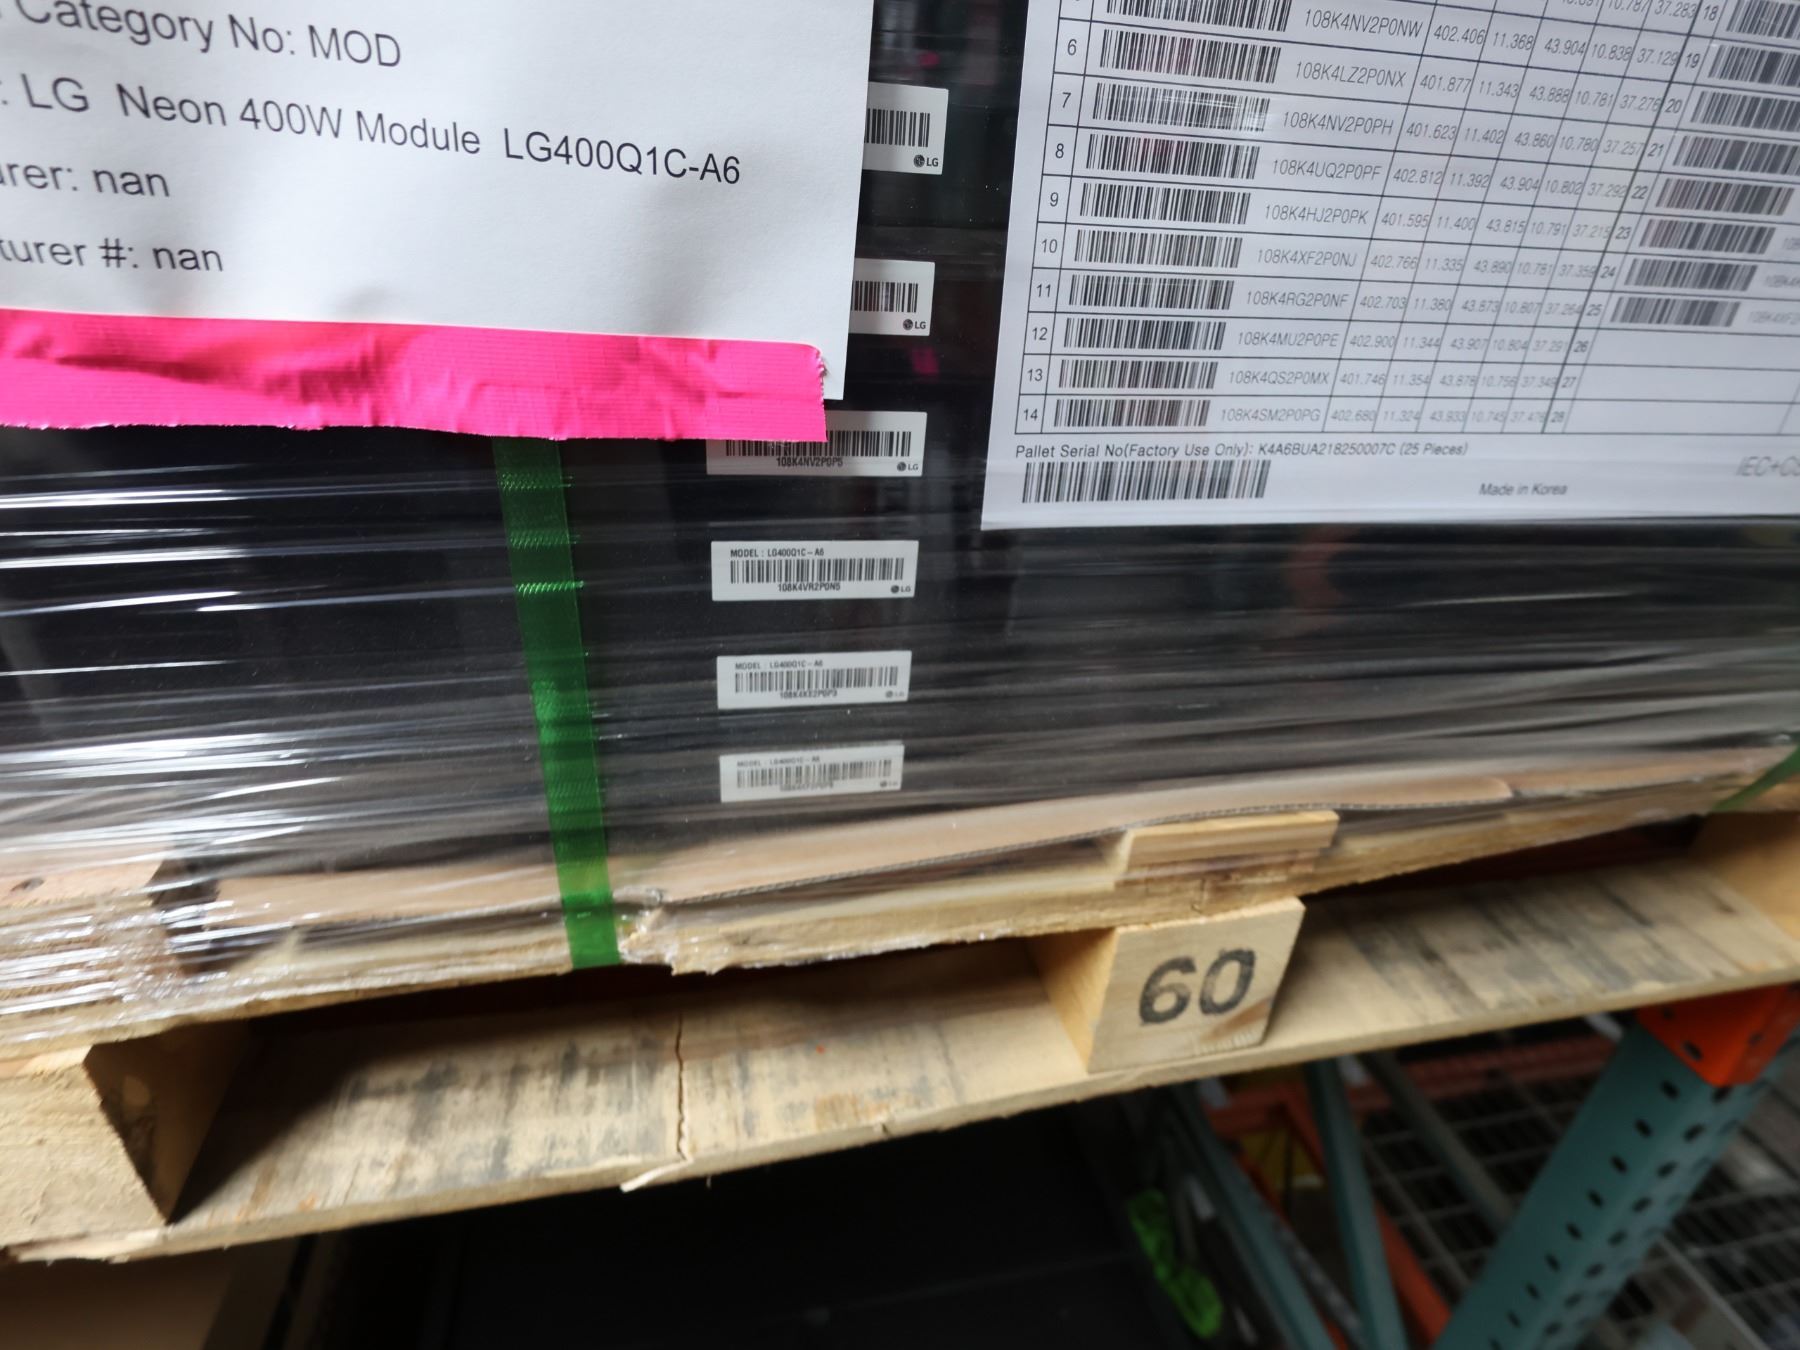 Category No: MOD
: LG Neon 400W Module LG400Q1C-A6
urer: nan
turer #: nan
LG
LG
108K4NV2P0P5 LG
MODEL : LG400Q1C-A6
108K4VR2P0N5 LG
MODEL : LG400Q1C-A6
108K4KE2P0P3 LG
MODEL : LG400Q1C-A6
10.787 37.283 18
108K4NV2P0NW 402.406 11.368 43.904 10.838 37.129 19
6 108K4LZ2P0NX 401.877 11.343 43.888 10.781 37.276 20
7 108K4NV2P0PH 401.623 11.402 43.860 10.780 37.257 21
8 108K4UQ2P0PF 402.812 11.392 43.904 10.802 37.292 22
9 108K4HJ2P0PK 401.595 11.400 43.815 10.791 37.215 23
10 108K4XF2P0NJ 402.766 11.335 43.890 10.781 37.359 24
11 108K4RG2P0NF 402.703 11.380 43.873 10.807 37.264 25
12 108K4MU2P0PE 402.900 11.344 43.907 10.804 37.291 26
13 108K4QS2P0MX 401.746 11.354 43.878 10.756 37.349 27
14 108K4SM2P0PG 402.680 11.324 43.933 10.745 37.476 28
Pallet Serial No(Factory Use Only): K4A6BUA218250007C (25 Pieces)
Made in Korea
60